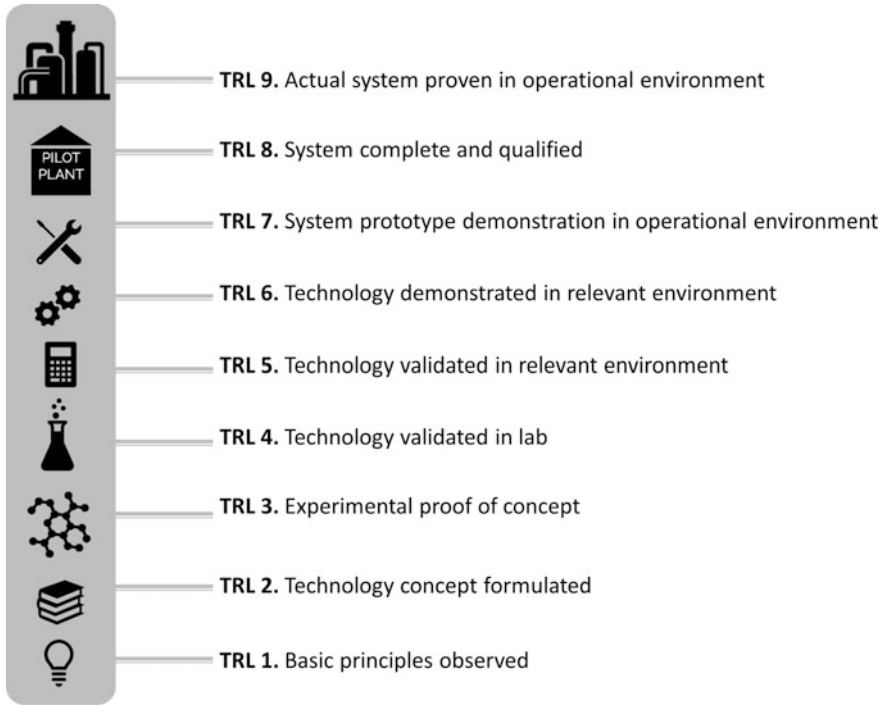 TRL 9. Actual system proven in operational environment
PILOT
PLANT
TRL 8. System complete and qualified
TRL 7. System prototype demonstration in operational environment
TRL 6. Technology demonstrated in relevant environment
TRL 5. Technology validated in relevant environment
TRL 4. Technology validated in lab
TRL 3. Experimental proof of concept
TRL 2. Technology concept formulated
TRL 1. Basic principles observed